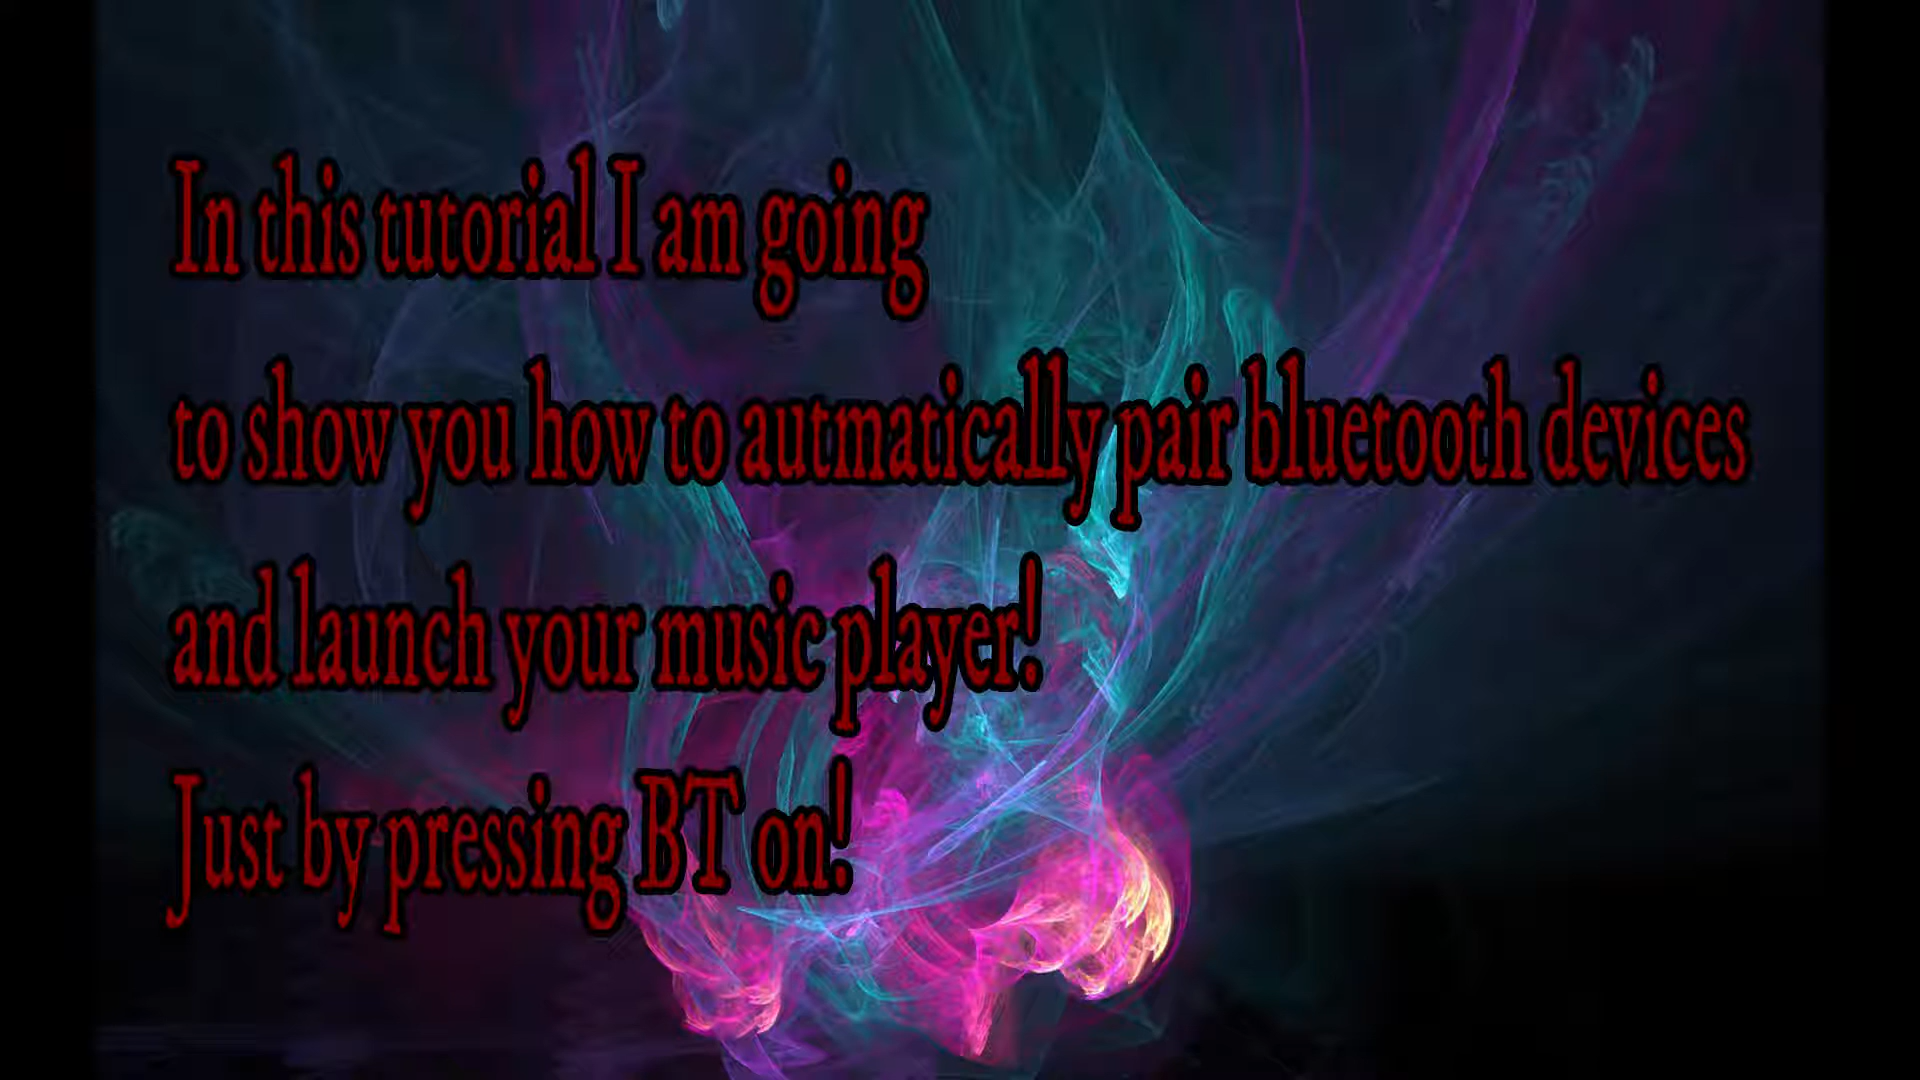 In this tutorial I am going
to show you how to autmatically pair bluetooth devices
and launch your music player!
Just by pressing BT on!